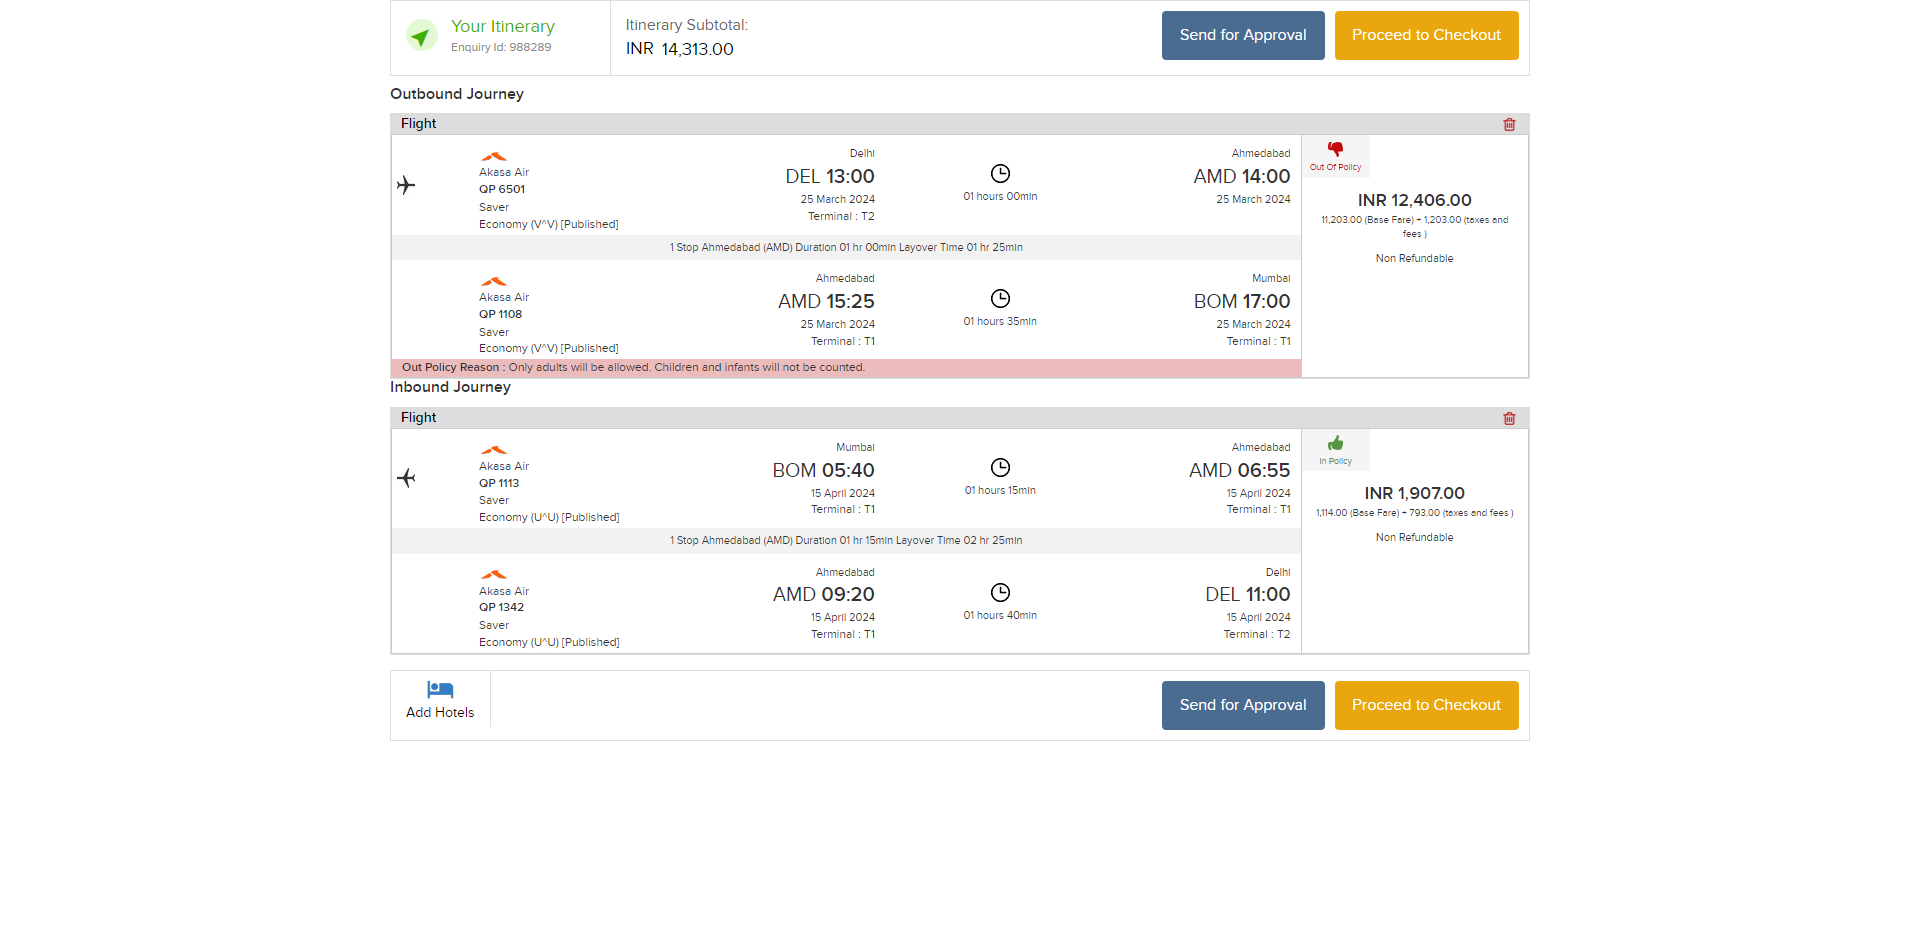 Your Itinerary
Enquiry Id: 988289
Itinerary Subtotal:
INR 14,313.00
Send for Approval
Proceed to Checkout
Outbound Journey
Flight
Akasa Air
QP 6501
Saver
Economy (V^V) [Published]
Delhi
DEL 13:00
25 March 2024
Terminal : T2
01 hours 00min
Ahmedabad
AMD 14:00
25 March 2024
Out Of Policy
INR 12,406.00
11,203.00 (Base Fare) + 1,203.00 (taxes and
fees )
Non Refundable
1 Stop Ahmedabad (AMD) Duration 01 hr 00min Layover Time 01 hr 25min
Akasa Air
QP 1108
Saver
Economy (V^V) [Published]
Ahmedabad
AMD 15:25
25 March 2024
Terminal : T1
01 hours 35min
Mumbai
BOM 17:00
25 March 2024
Terminal : T1
Out Policy Reason : Only adults will be allowed. Children and infants will not be counted.
Inbound Journey
Flight
Akasa Air
QP 1113
Saver
Economy (U^U) [Published]
Mumbai
BOM 05:40
15 April 2024
Terminal : T1
01 hours 15min
Ahmedabad
AMD 06:55
15 April 2024
Terminal : T1
In Policy
INR 1,907.00
1,114.00 (Base Fare) + 793.00 (taxes and fees )
Non Refundable
1 Stop Ahmedabad (AMD) Duration 01 hr 15min Layover Time 02 hr 25min
Akasa Air
QP 1342
Saver
Economy (U^U) [Published]
Ahmedabad
AMD 09:20
15 April 2024
Terminal : T1
01 hours 40min
Delhi
DEL 11:00
15 April 2024
Terminal : T2
Add Hotels
Send for Approval
Proceed to Checkout